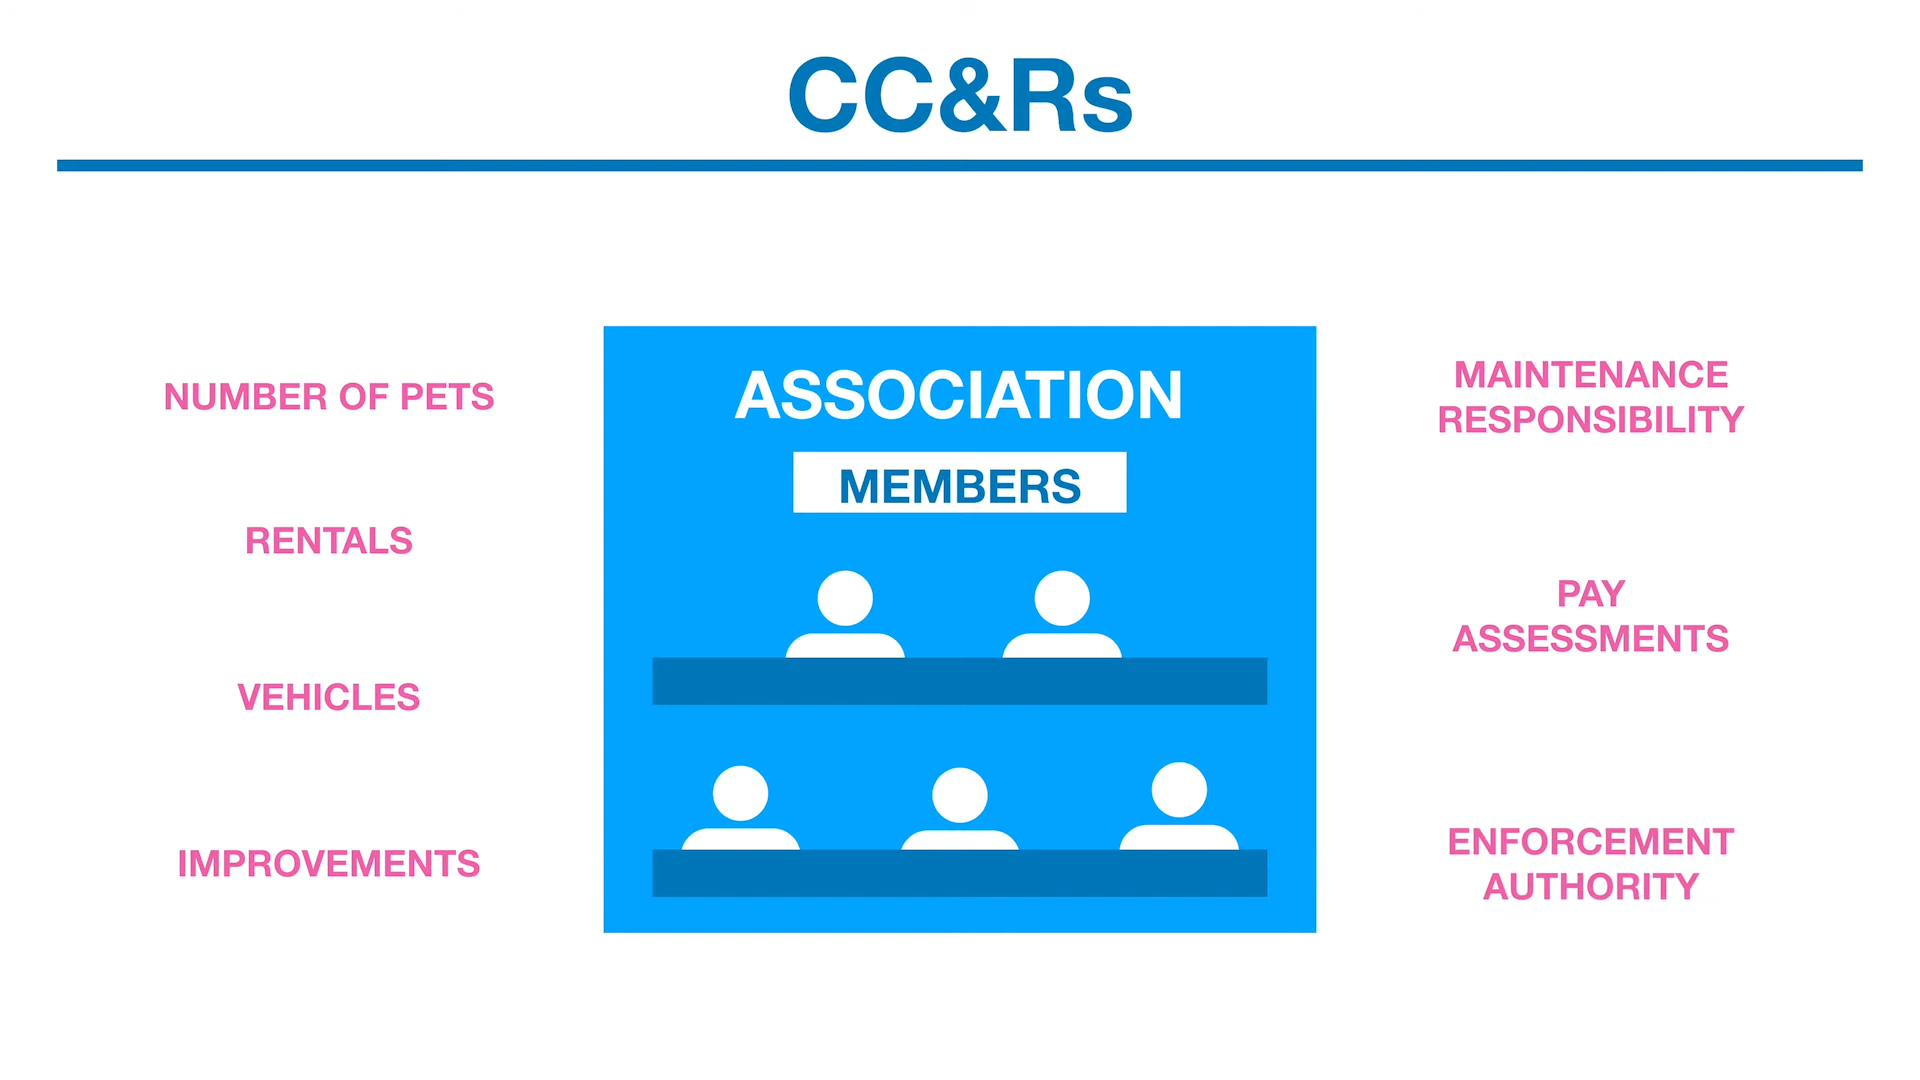 CC&Rs
NUMBER OF PETS
RENTALS
VEHICLES
IMPROVEMENTS
ASSOCIATION
MEMBERS
MAINTENANCE
RESPONSIBILITY
PAY
ASSESSMENTS
ENFORCEMENT
AUTHORITY